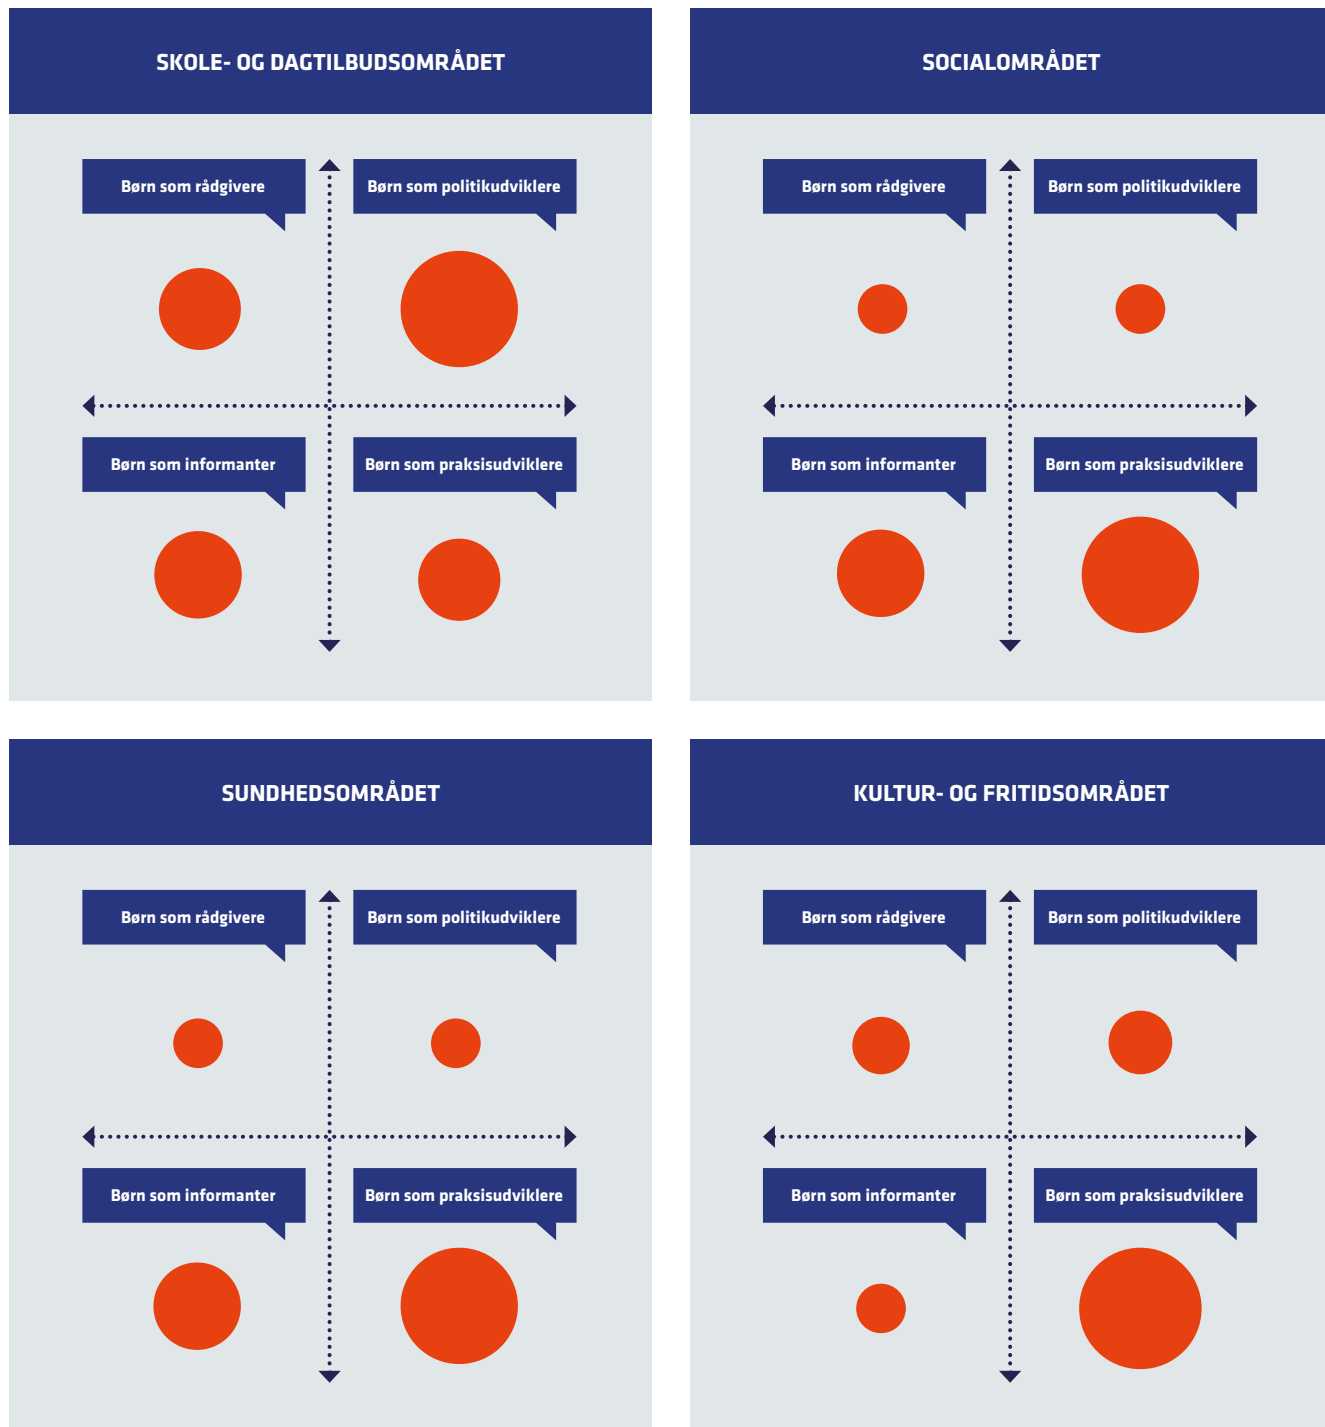 SKOLE- OG DAGTILBUDSOMRÅDET
Børn som rådgivere
Børn som politikudviklere
Børn som informanter
Børn som praksisudviklere
SOCIALOMRÅDET
Børn som rådgivere
Børn som politikudviklere
Børn som informanter
Børn som praksisudviklere
SUNDHEDSOMRÅDET
Børn som rådgivere
Børn som politikudviklere
Børn som informanter
Børn som praksisudviklere
KULTUR- OG FRITIDSOMRÅDET
Børn som rådgivere
Børn som politikudviklere
Børn som informanter
Børn som praksisudviklere